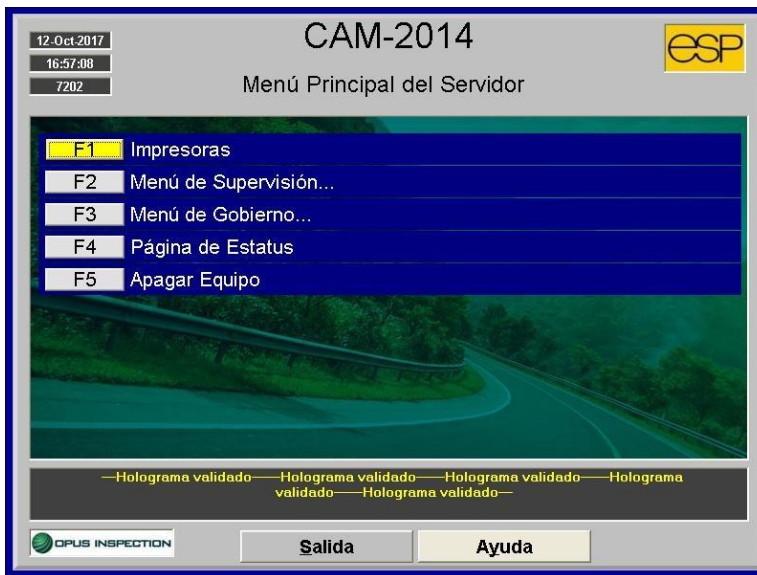 12-Oct-2017
16:57:08
7202
CAM-2014
Menú Principal del Servidor
esp
F1 Impresoras
F2 Menú de Supervisión...
F3 Menú de Gobierno...
F4 Página de Estatus
F5 Apagar Equipo
—Holograma validado——Holograma validado——Holograma validado——Holograma
validado——Holograma validado—
OPUS INSPECTION
Salida
Ayuda